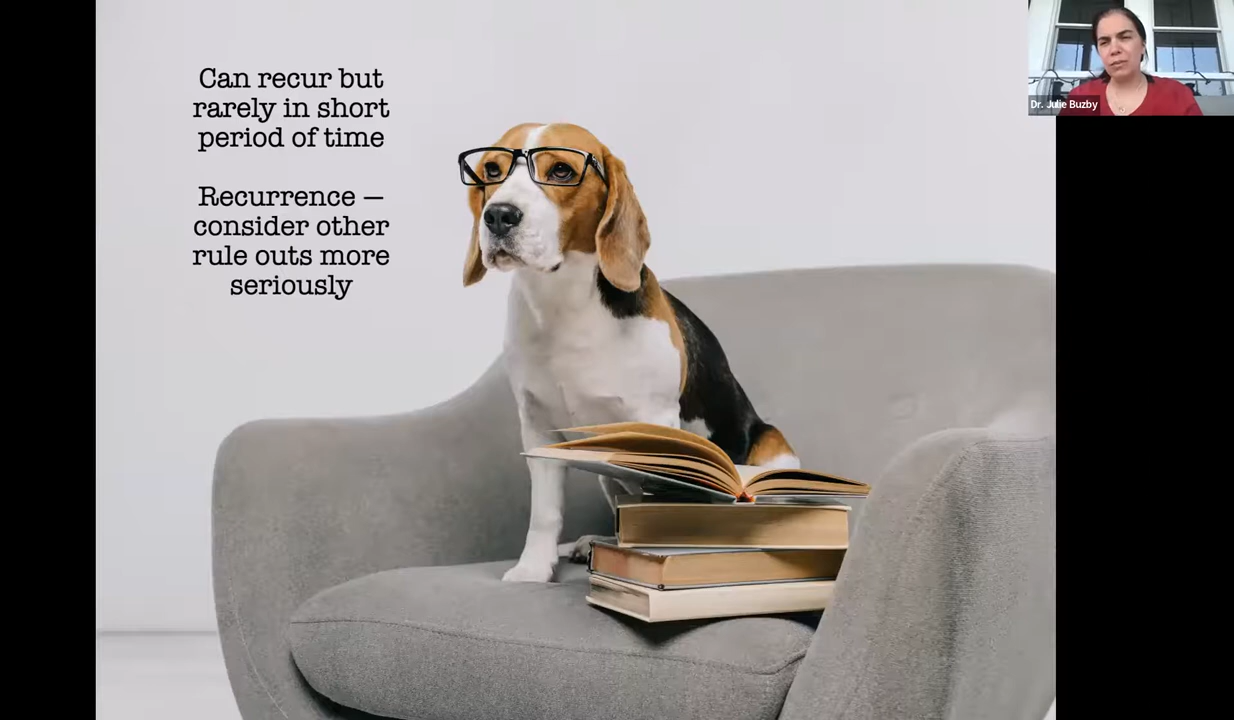 Can recur but
rarely in short
period of time
Recurrence —
consider other
rule outs more
seriously
Dr. Julie Buzby